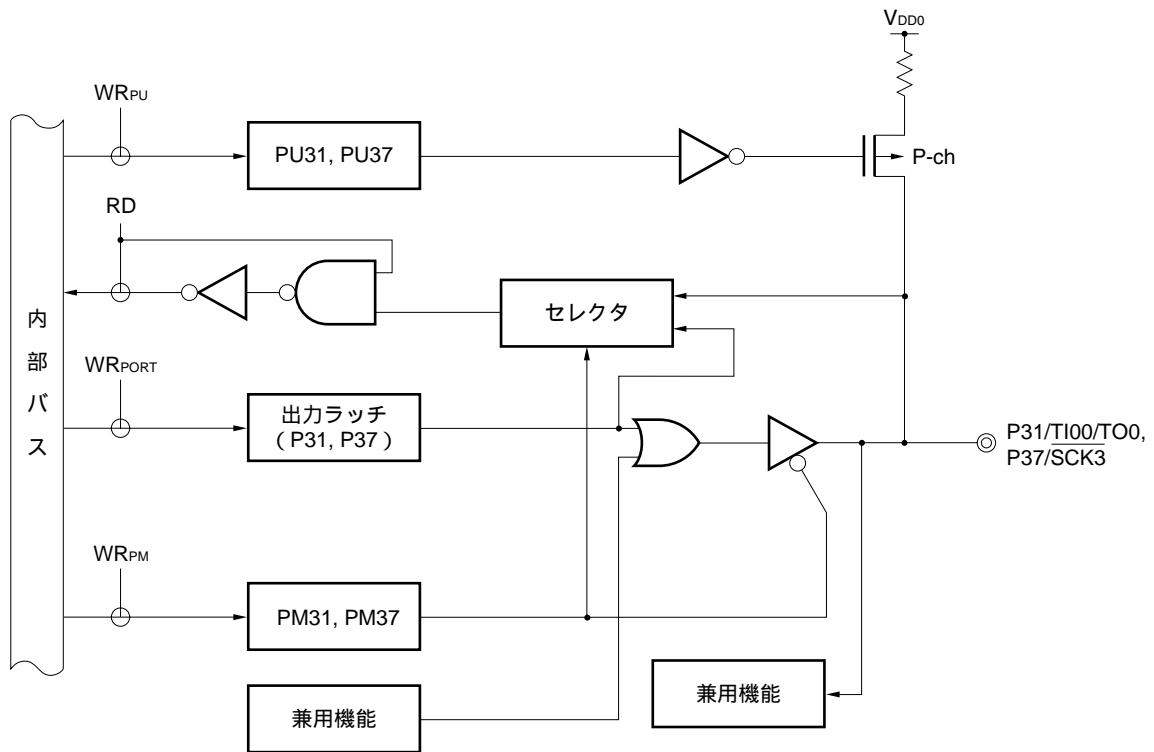 VDD0
WRPU
PU31, PU37
P-ch
RD
セレクタ
内部バス
WRPORT
出力ラッチ
（P31, P37）
P31/TI00/TO0,
P37/SCK3
WRPM
PM31, PM37
兼用機能
兼用機能